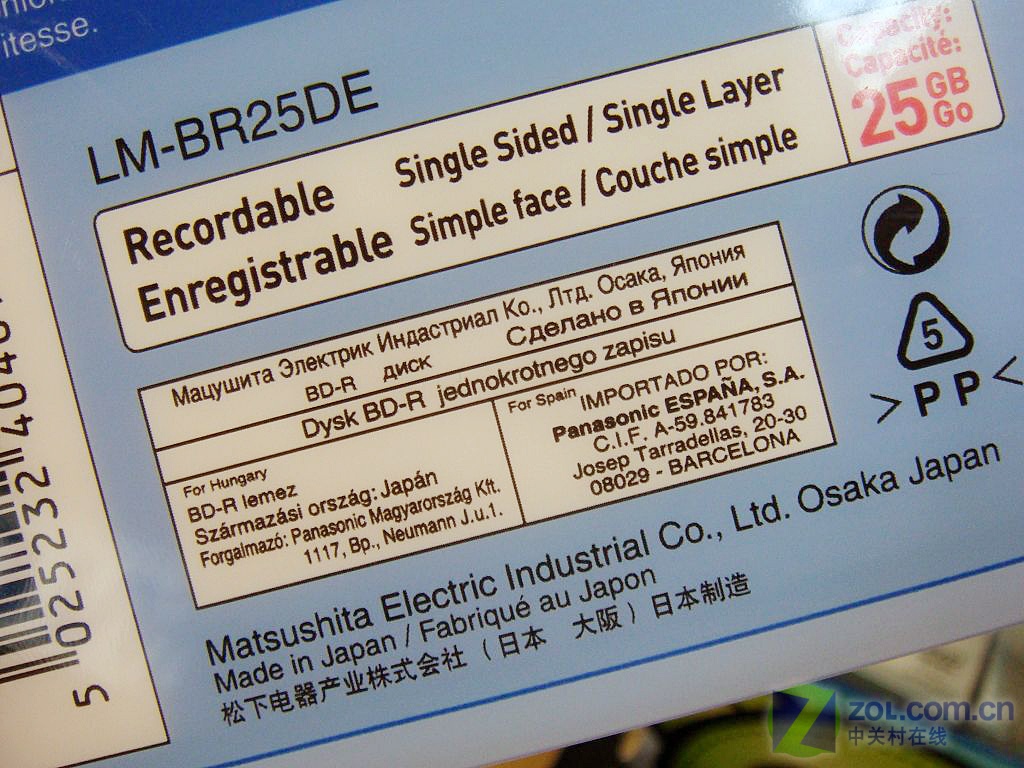 itesse.
LM-BR25DE
Recordable Single Sided / Single Layer
Enregistrable Simple face / Couche simple
Capacity:
Capacité:
25 GB
Go
Мацушита Электрик Индастриал Ко., Лтд. Осака, Япония
BD-R диск Сделано в Японии
Dysk BD-R jednokrotnego zapisu
For Hungary
BD-R lemez
Származási ország: Japán
Forgalmazó: Panasonic Magyarország Kft.
1117, Bp., Neumann J.u.1.
For Spain IMPORTADO POR:
Panasonic ESPAÑA, S.A.
C.I.F. A-59.841783
Josep Tarradellas, 20-30
08029 - BARCELONA
5
>PP<
Matsushita Electric Industrial Co., Ltd. Osaka Japan
Made in Japan / Fabriqué au Japon
松下电器产业株式会社（日本 大阪）日本制造
5 025232 4040
Z zol.com.cn
中关村在线